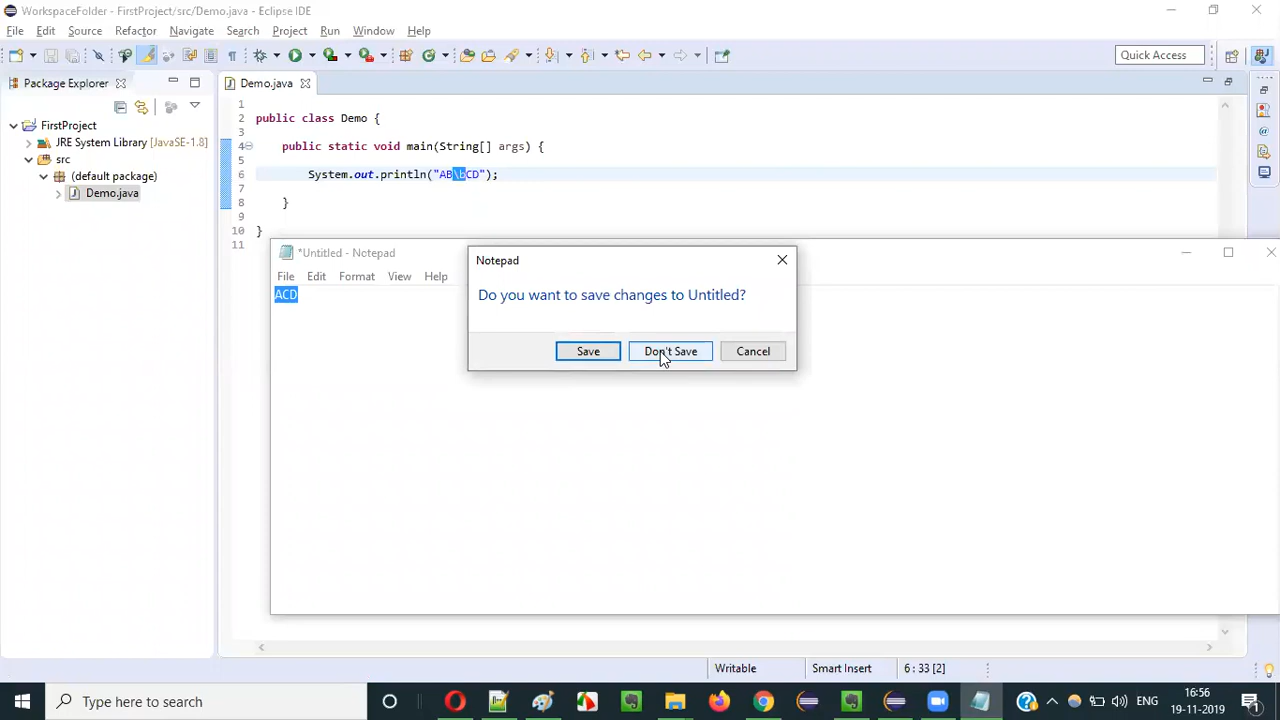 WorkspaceFolder - FirstProject/src/Demo.java - Eclipse IDE
File Edit Source Refactor Navigate Search Project Run Window Help
Quick Access
Package Explorer
Demo.java
FirstProject
JRE System Library [JavaSE-1.8]
src
(default package)
Demo.java
1
2 public class Demo {
3
4 public static void main(String[] args) {
5
6 System.out.println("AB\bCD");
7
8 }
9
10 }
11
*Untitled - Notepad
File Edit Format View Help
ACD
Notepad
Do you want to save changes to Untitled?
Save Don't Save Cancel
Writable Smart Insert 6 : 33 [2]
Type here to search
ENG
16:56
19-11-2019
1